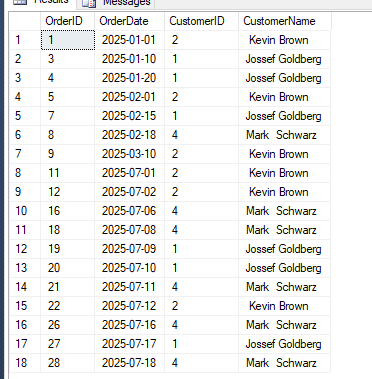 Results Messages
OrderID OrderDate CustomerID CustomerName
1 1 2025-01-01 2 Kevin Brown
2 3 2025-01-10 1 Jossef Goldberg
3 4 2025-01-20 1 Jossef Goldberg
4 5 2025-02-01 2 Kevin Brown
5 7 2025-02-15 1 Jossef Goldberg
6 8 2025-02-18 4 Mark Schwarz
7 9 2025-03-10 2 Kevin Brown
8 11 2025-07-01 2 Kevin Brown
9 12 2025-07-02 2 Kevin Brown
10 16 2025-07-06 4 Mark Schwarz
11 18 2025-07-08 4 Mark Schwarz
12 19 2025-07-09 1 Jossef Goldberg
13 20 2025-07-10 1 Jossef Goldberg
14 21 2025-07-11 4 Mark Schwarz
15 22 2025-07-12 2 Kevin Brown
16 26 2025-07-16 4 Mark Schwarz
17 27 2025-07-17 1 Jossef Goldberg
18 28 2025-07-18 4 Mark Schwarz